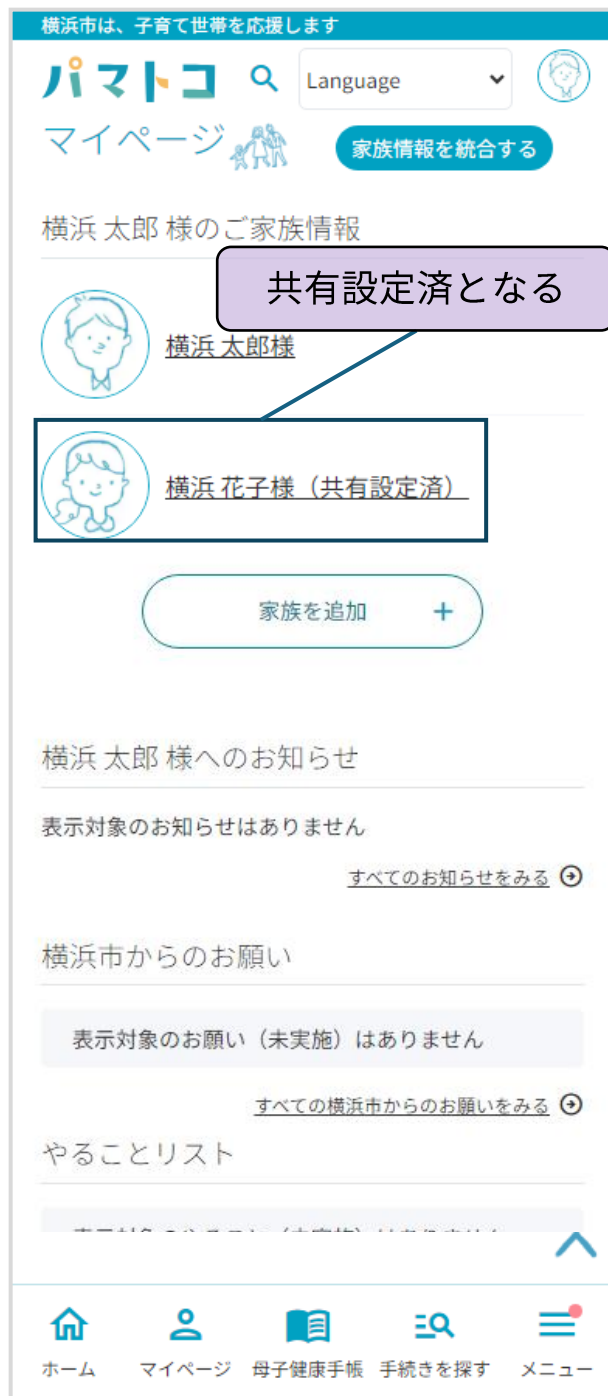 横浜市は、子育て世帯を応援します
パマトコ
Language
マイページ
家族情報を統合する
横浜 太郎 様のご家族情報
共有設定済となる
横浜 太郎様
横浜 花子様（共有設定済）
家族を追加 +
横浜 太郎 様へのお知らせ
表示対象のお知らせはありません
すべてのお知らせをみる
横浜市からのお願い
表示対象のお願い（未実施）はありません
すべての横浜市からのお願いをみる
やることリスト
ホーム マイページ 母子健康手帳 手続きを探す メニュー